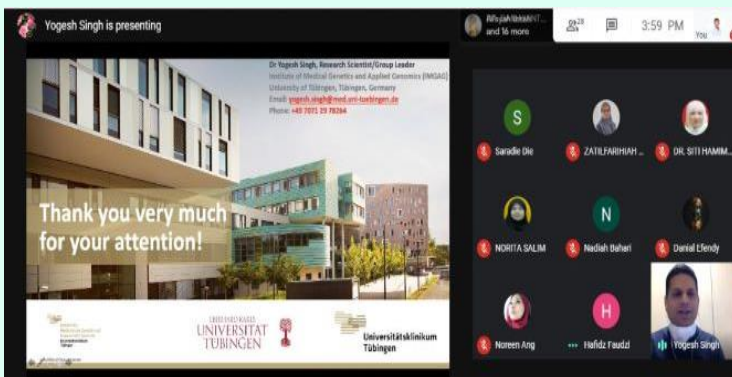 Yogesh Singh is presenting
and 16 more
28
3:59 PM
You
Dr Yogesh Singh, Research Scientist/Group Leader
Institute of Medical Genetics and Applied Genomics (IMGAG)
University of Tübingen, Tübingen, Germany
Email: yogesh.singh@med.uni-tuebingen.de
Phone: +49 7071 29 78264
Thank you very much
for your attention!
EBERHARD KARLS
UNIVERSITÄT
TÜBINGEN
Universitätsklinikum
Tübingen
S
Saradie Die
ZATILFARIHIAH ...
DR. SITI HAMIM...
NORITA SALIM
N
Nadiah Bahari
Danial Efendy
Noreen Ang
H
Hafidz Faudzi
Yogesh Singh